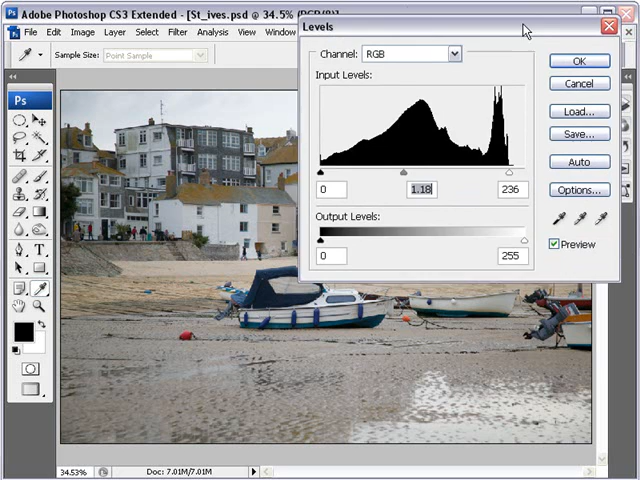 Adobe Photoshop CS3 Extended - [St_ives.psd @ 34.5% (RGB/8)]
File Edit Image Layer Select Filter Analysis View Window
Sample Size: Point Sample
Ps
Levels
Channel: RGB
Input Levels:
0 1.18 236
Output Levels:
0 255
OK
Cancel
Load...
Save...
Auto
Options...
Preview
34.53% Doc: 7.01M/7.01M